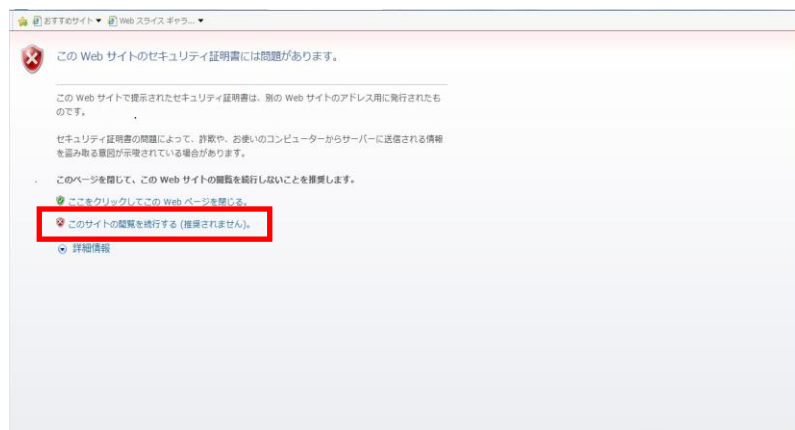 おすすめサイト ▼ Web スライス ギャラ... ▼
この Web サイトのセキュリティ証明書には問題があります。
この Web サイトで提示されたセキュリティ証明書は、別の Web サイトのアドレス用に発行されたも
のです。
セキュリティ証明書の問題によって、詐欺や、お使いのコンピューターからサーバーに送信される情報
を盗み取る意図が示唆されている場合があります。
このページを閉じて、この Web サイトの閲覧を続行しないことを推奨します。
ここをクリックしてこの Web ページを閉じる。
このサイトの閲覧を続行する (推奨されません)。
詳細情報